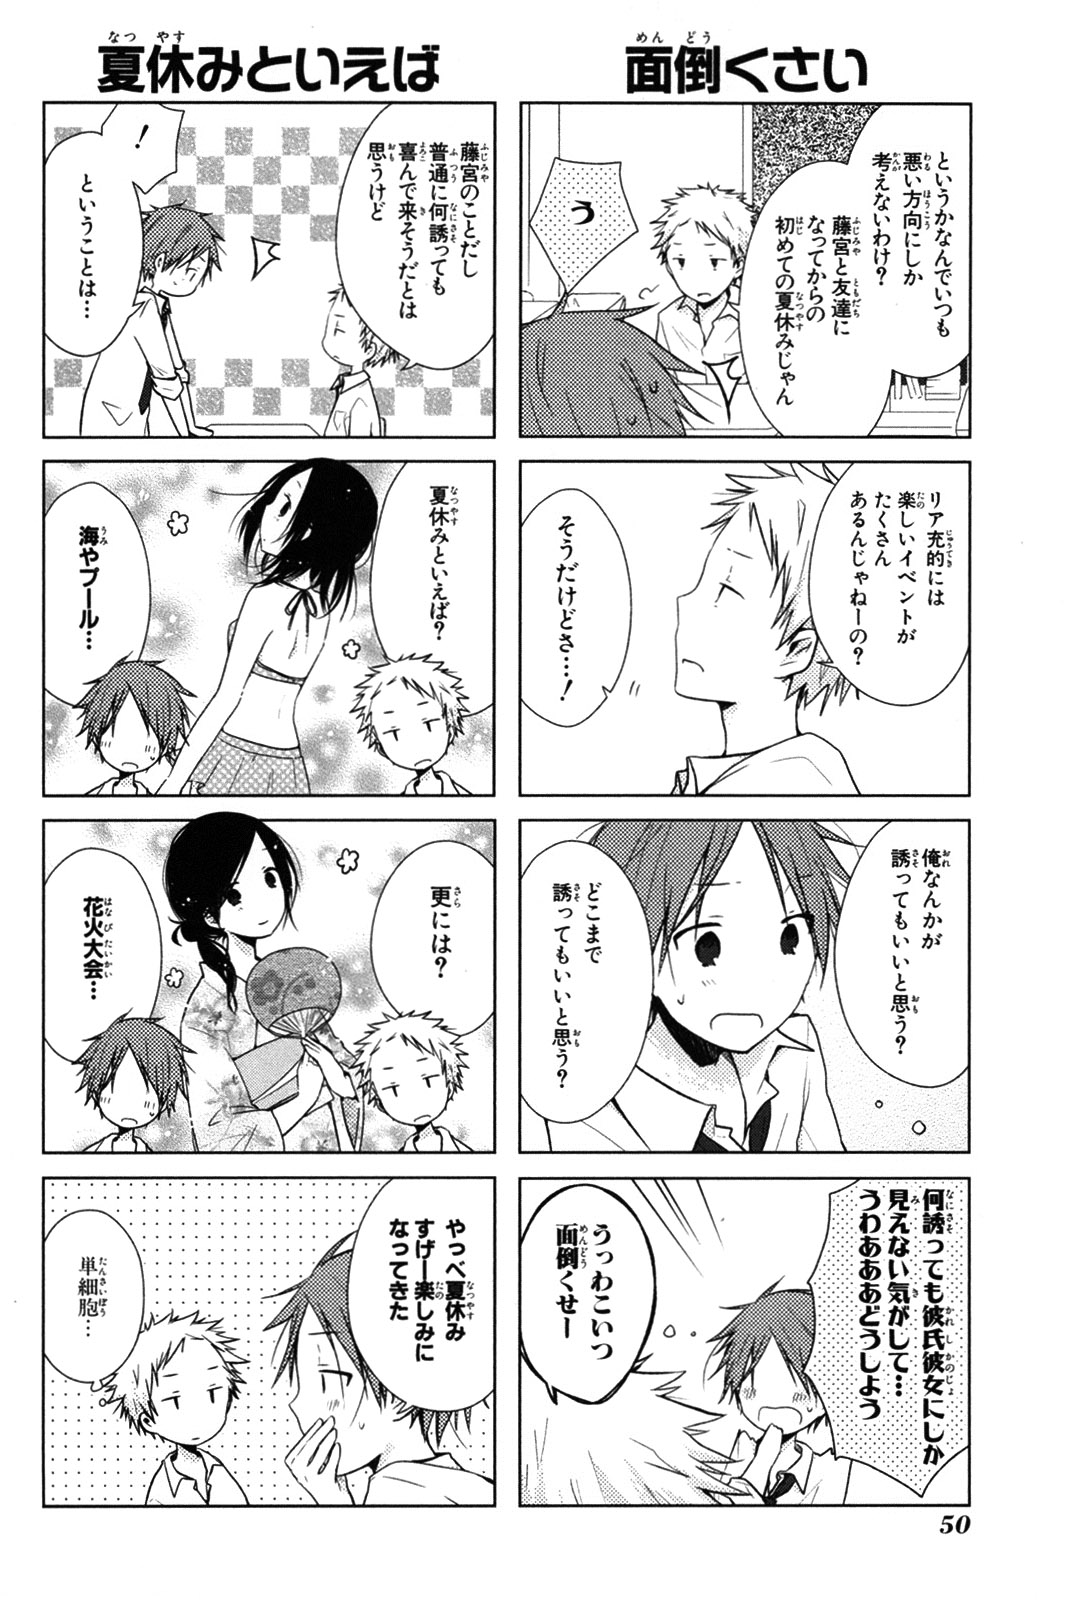 面倒くさい
というかなんでいつも
悪い方向にしか
考えないわけ？
藤宮と友達に
なってからの
初めての夏休みじゃん
う
リア充的には
楽しいイベントが
たくさん
あるんじゃねーの？
そうだけどさ…！
俺なんかが
誘ってもいいと思う？
どこまで
誘ってもいいと思う？
何誘っても彼氏彼女にしか
見えない気がして…
うわあああどうしよう
うっわこいつ
面倒くせー
夏休みといえば
藤宮のことだし
普通に何誘っても
喜んで来そうだとは
思うけど
！
ということは…
夏休みといえば？
海やプール…
更には？
花火大会…
やっべ夏休み
すげー楽しみに
なってきた
単細胞…
50